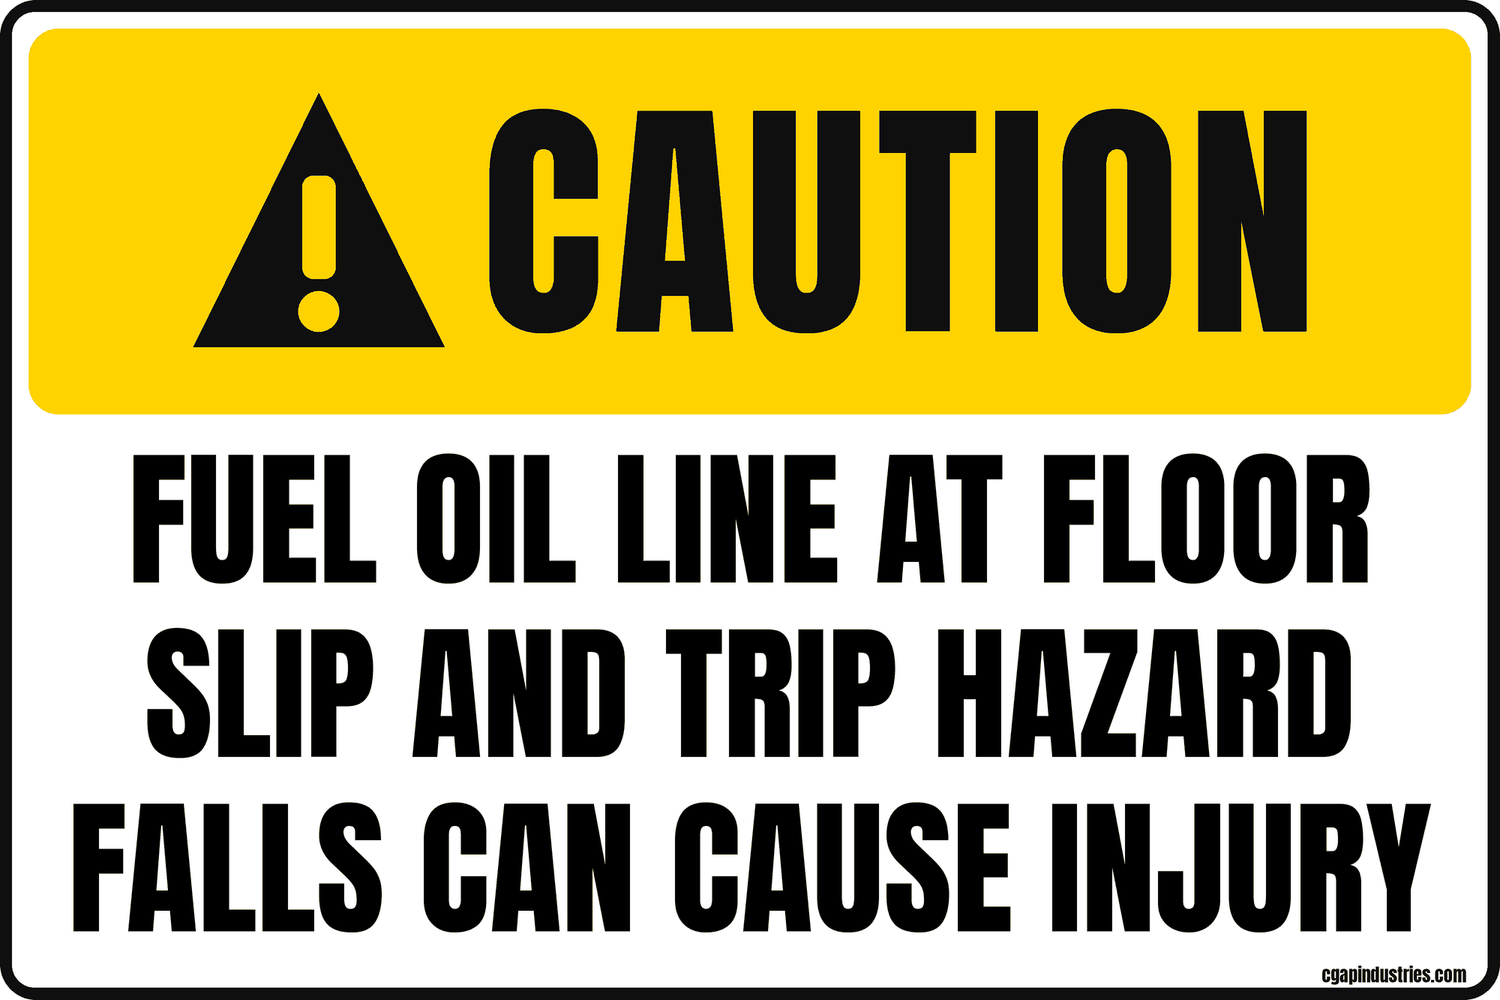 CAUTION
FUEL OIL LINE AT FLOOR
SLIP AND TRIP HAZARD
FALLS CAN CAUSE INJURY
cgapindustries.com